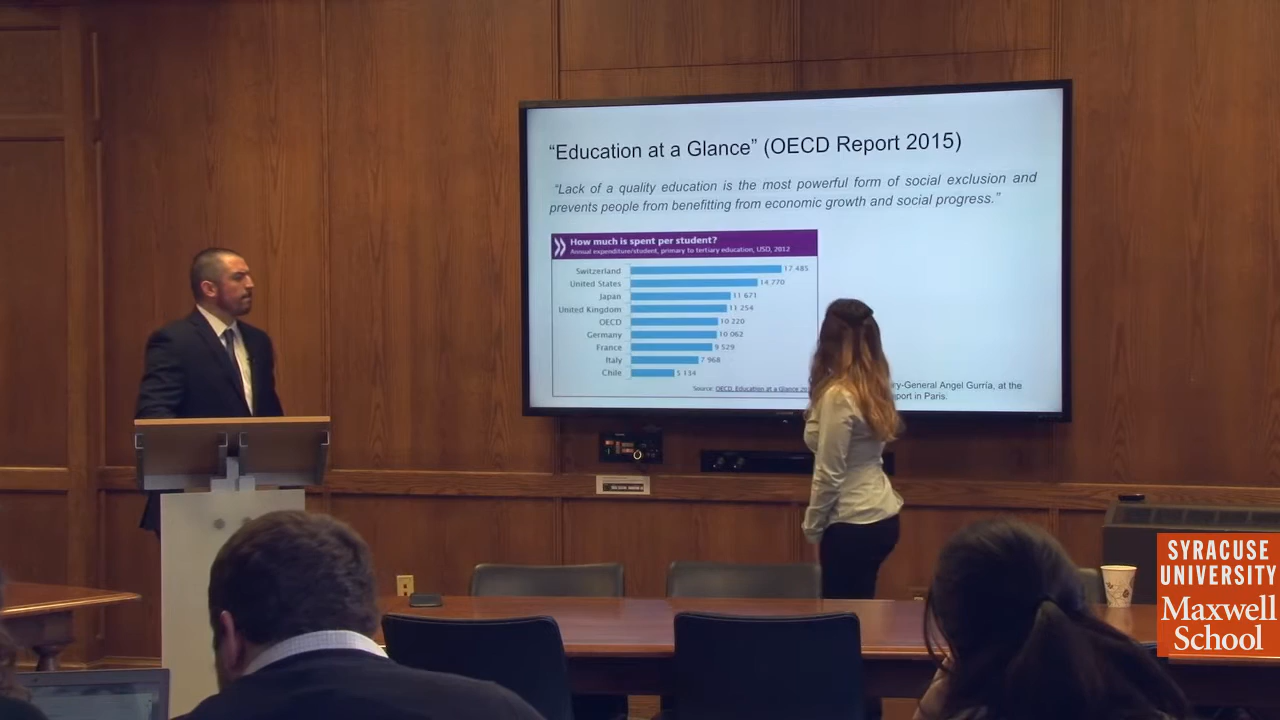 “Education at a Glance” (OECD Report 2015)
“Lack of a quality education is the most powerful form of social exclusion and
prevents people from benefitting from economic growth and social progress.”
How much is spent per student?
Annual expenditure/student, primary to tertiary education, USD, 2012
Switzerland 17 485
United States 14 770
Japan 11 671
United Kingdom 11 254
OECD 10 220
Germany 10 062
France 9 529
Italy 7 968
Chile 5 134
Source: OECD, Education at a Glance
ry-General Angel Gurría, at the
port in Paris.
SYRACUSE
UNIVERSITY
Maxwell
School